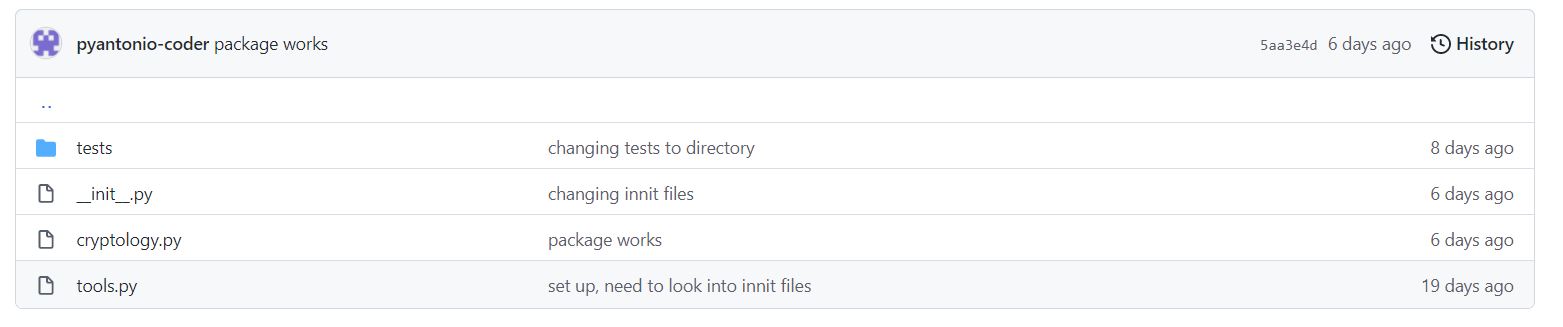 pyantonio-coder package works 5aa3e4d 6 days ago History
..
tests changing tests to directory 8 days ago
__init__.py changing innit files 6 days ago
cryptology.py package works 6 days ago
tools.py set up, need to look into innit files 19 days ago